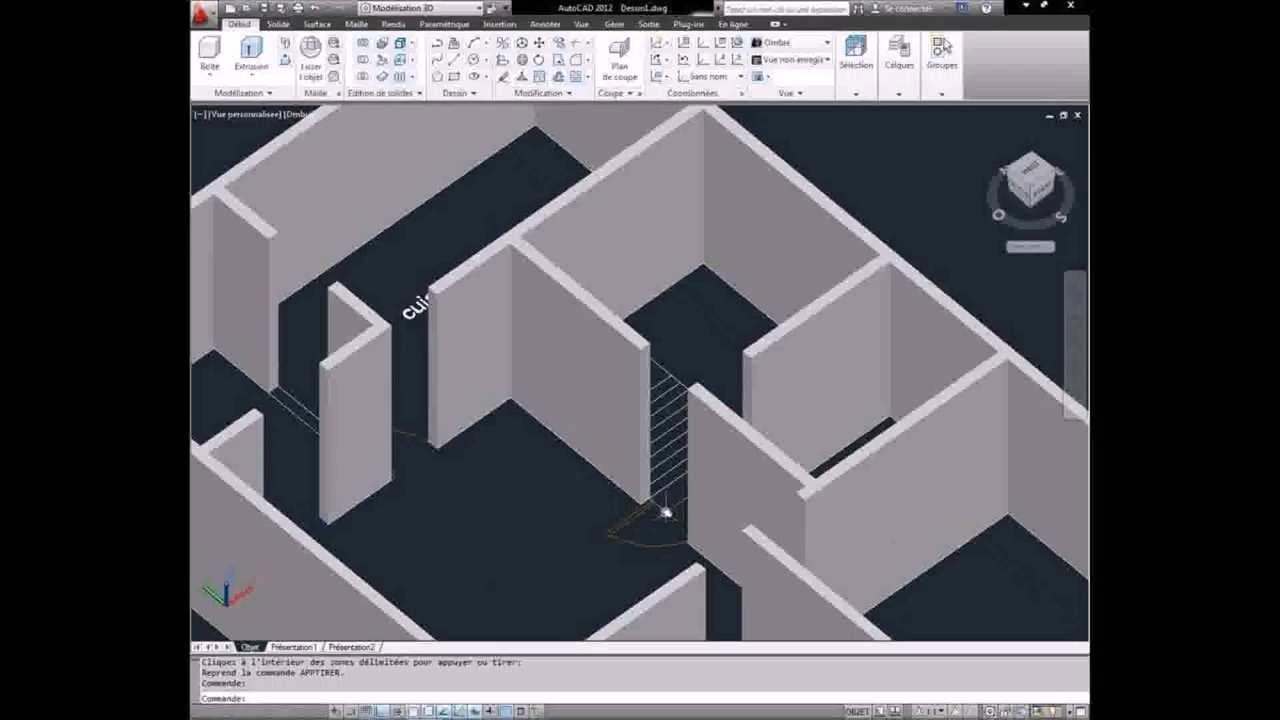 Modélisation 3D
AutoCAD 2012 Dessin1.dwg
Se connecter
Début Solide Surface Maille Rendu Paramétrique Insertion Annoter Vue Gérer Sortie Plug-ins En ligne
Boîte Extrusion Lisser l'objet
Plan de coupe
Sans nom
Ombré
Vue non enregis
Sélection Calques Groupes
Modélisation Maille Edition de solides Dessin Modification Coupe Coordonnées Vue
[−][Vue personnalisée]
Objet Présentation1 Présentation2
Cliquez à l'intérieur des zones délimitées pour appuyer ou tirer:
Reprend la commande APPTIRER.
Commande:
Commande:
OBJET